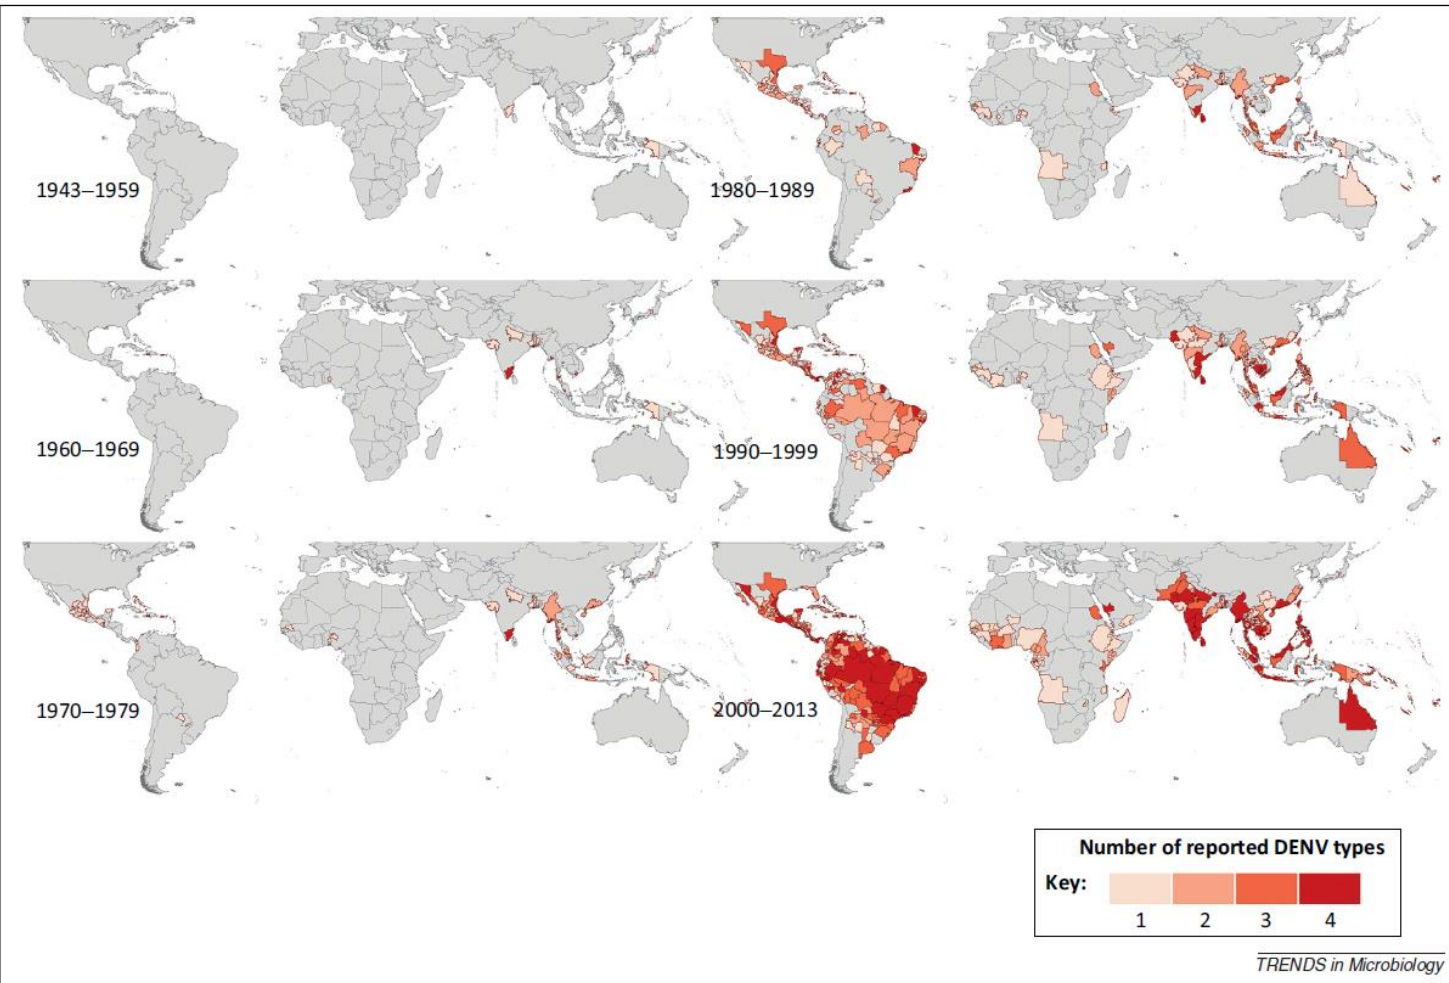 1943–1959
1980–1989
1960–1969
1990–1999
1970–1979
2000–2013
Number of reported DENV types
Key:
1 2 3 4
TRENDS in Microbiology